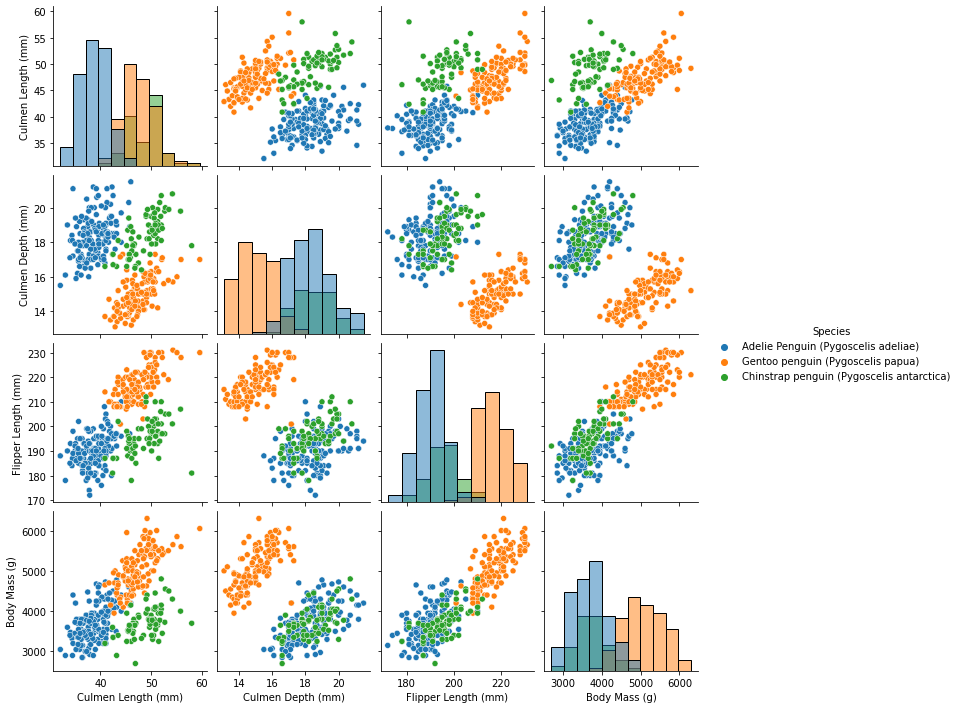 60
55
50
45
40
35
Culmen Length (mm)
20
18
16
14
Culmen Depth (mm)
Species
Adelie Penguin (Pygoscelis adeliae)
Gentoo penguin (Pygoscelis papua)
Chinstrap penguin (Pygoscelis antarctica)
230
220
210
200
190
180
170
Flipper Length (mm)
6000
5000
4000
3000
Body Mass (g)
40 50 60
Culmen Length (mm)
14 16 18 20
Culmen Depth (mm)
180 200 220
Flipper Length (mm)
3000 4000 5000 6000
Body Mass (g)